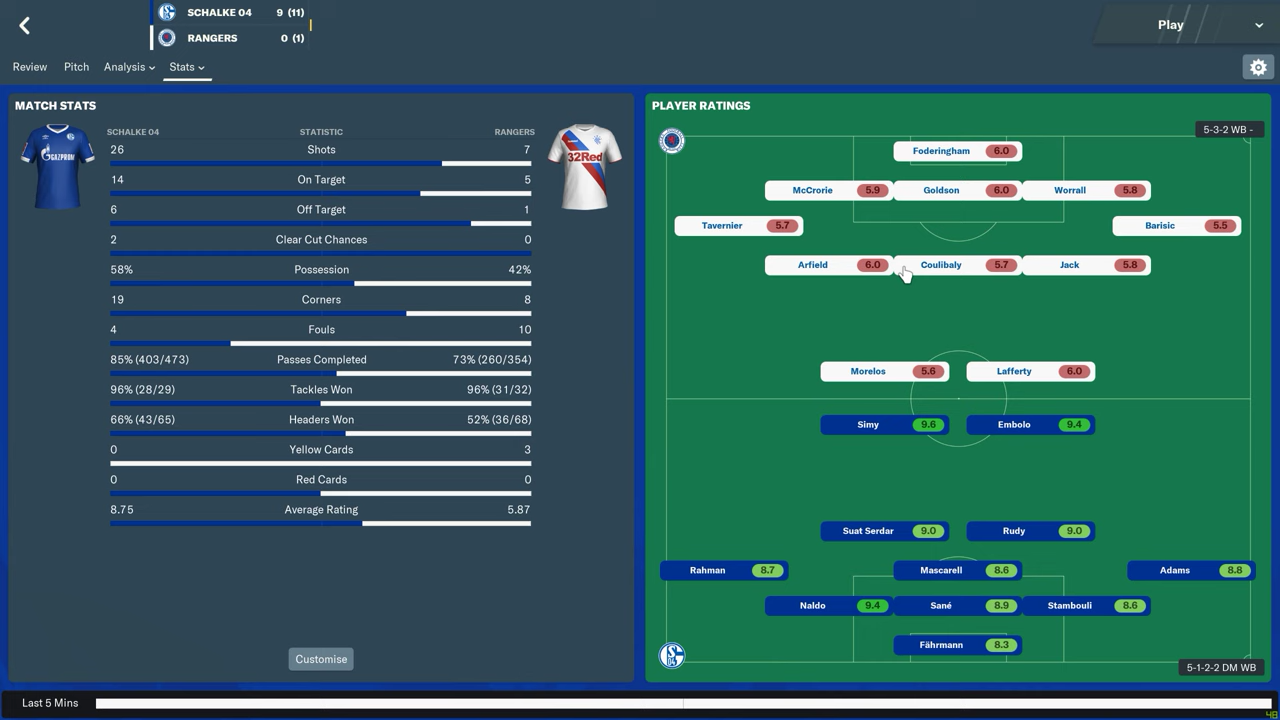 SCHALKE 04 9 (11)
RANGERS 0 (1)
Play
Review Pitch Analysis Stats
MATCH STATS
SCHALKE 04 STATISTIC RANGERS
26 Shots 7
14 On Target 5
6 Off Target 1
2 Clear Cut Chances 0
58% Possession 42%
19 Corners 8
4 Fouls 10
85% (403/473) Passes Completed 73% (260/354)
96% (28/29) Tackles Won 96% (31/32)
66% (43/65) Headers Won 52% (36/68)
0 Yellow Cards 3
0 Red Cards 0
8.75 Average Rating 5.87
GAZPROM
32Red
Customise
PLAYER RATINGS
5-3-2 WB -
Foderingham 6.0
McCrorie 5.9 Goldson 6.0 Worrall 5.8
Tavernier 5.7 Barisic 5.5
Arfield 6.0 Coulibaly 5.7 Jack 5.8
Morelos 5.6 Lafferty 6.0
Simy 9.6 Embolo 9.4
Suat Serdar 9.0 Rudy 9.0
Rahman 8.7 Mascarell 8.6 Adams 8.8
Naldo 9.4 Sané 8.9 Stambouli 8.6
Fährmann 8.3
5-1-2-2 DM WB
Last 5 Mins
46